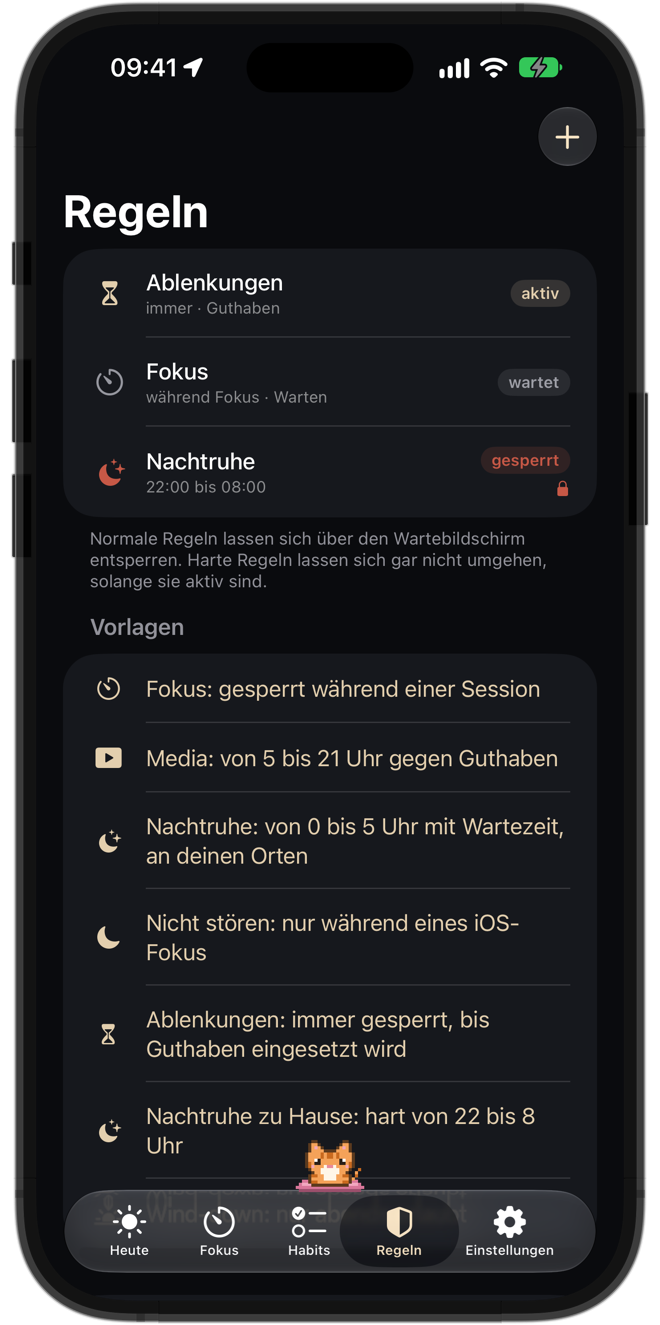 09:41
Regeln
Ablenkungen
aktiv
immer · Guthaben
Fokus
wartet
während Fokus · Warten
Nachtruhe
gesperrt
22:00 bis 08:00
Normale Regeln lassen sich über den Wartebildschirm
entsperren. Harte Regeln lassen sich gar nicht umgehen,
solange sie aktiv sind.
Vorlagen
Fokus: gesperrt während einer Session
Media: von 5 bis 21 Uhr gegen Guthaben
Nachtruhe: von 0 bis 5 Uhr mit Wartezeit,
an deinen Orten
Nicht stören: nur während eines iOS-
Fokus
Ablenkungen: immer gesperrt, bis
Guthaben eingesetzt wird
Nachtruhe zu Hause: hart von 22 bis 8
Uhr
Wind-down:
Heute
Fokus
Habits
Regeln
Einstellungen